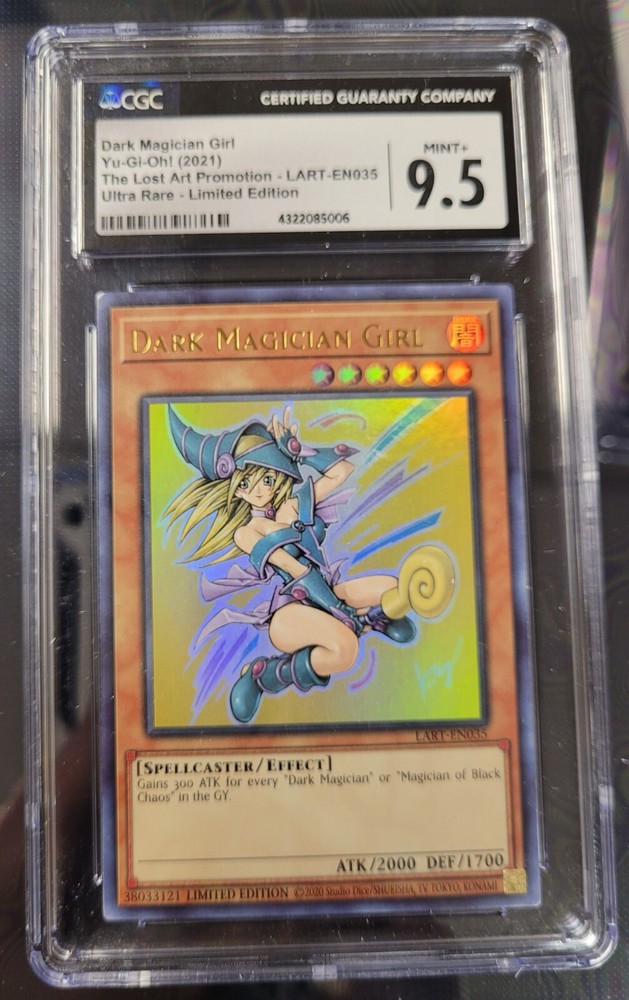 CGC
CERTIFIED GUARANTY COMPANY
Dark Magician Girl
Yu-Gi-Oh! (2021)
The Lost Art Promotion - LART-EN035
Ultra Rare - Limited Edition
MINT+
9.5
4322085006
DARK MAGICIAN GIRL
闇
LART-EN035
[SPELLCASTER/EFFECT]
Gains 300 ATK for every "Dark Magician" or "Magician of Black
Chaos" in the GY.
ATK/2000 DEF/1700
38033121 LIMITED EDITION ©2020 Studio Dice/SHUEISHA, TV TOKYO, KONAMI